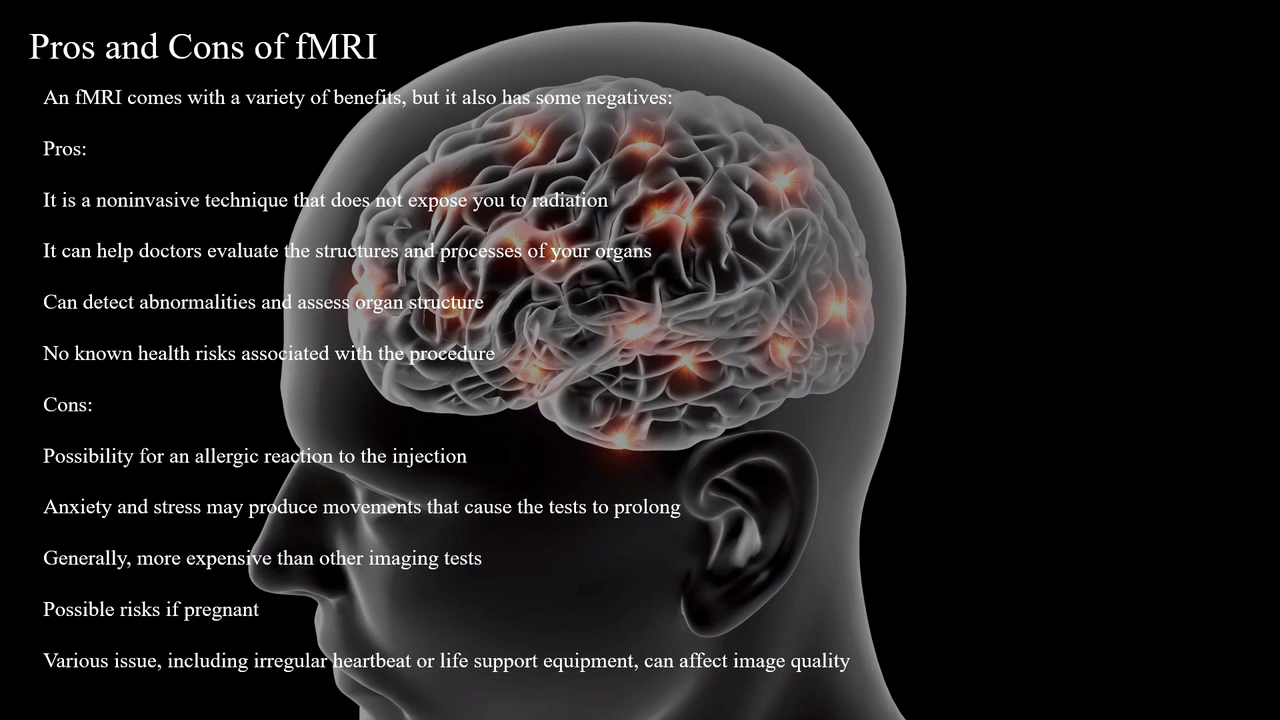 Pros and Cons of fMRI
An fMRI comes with a variety of benefits, but it also has some negatives:
Pros:
It is a noninvasive technique that does not expose you to radiation
It can help doctors evaluate the structures and processes of your organs
Can detect abnormalities and assess organ structure
No known health risks associated with the procedure
Cons:
Possibility for an allergic reaction to the injection
Anxiety and stress may produce movements that cause the tests to prolong
Generally, more expensive than other imaging tests
Possible risks if pregnant
Various issue, including irregular heartbeat or life support equipment, can affect image quality